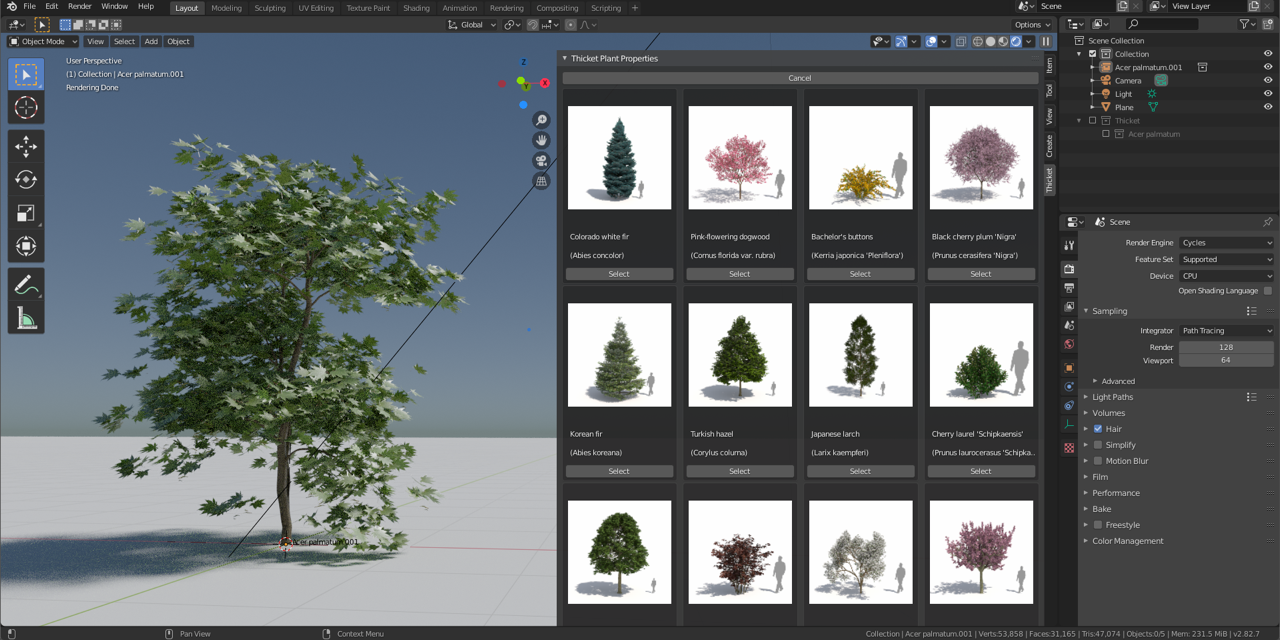 File Edit Render Window Help Layout Modeling Sculpting UV Editing Texture Paint Shading Animation Rendering Compositing Scripting + Scene View Layer
Global Options
Object Mode View Select Add Object
Scene Collection
Collection
Acer palmatum.001
Camera
Light
Plane
Thicket
Acer palmatum
User Perspective
(1) Collection | Acer palmatum.001
Rendering Done
Z
X
Y
Acer palmatum.001
Thicket Plant Properties
Cancel
Colorado white fir
(Abies concolor)
Select
Pink-flowering dogwood
(Cornus florida var. rubra)
Select
Bachelor's buttons
(Kerria japonica 'Pleniflora')
Select
Black cherry plum 'Nigra'
(Prunus cerasifera 'Nigra')
Select
Korean fir
(Abies koreana)
Select
Turkish hazel
(Corylus colurna)
Select
Japanese larch
(Larix kaempferi)
Select
Cherry laurel 'Schipkaensis'
(Prunus laurocerasus 'Schipka..
Select
Item
Tool
View
Create
Thicket
Scene
Render Engine Cycles
Feature Set Supported
Device CPU
Open Shading Language
Sampling
Integrator Path Tracing
Render 128
Viewport 64
Advanced
Light Paths
Volumes
Hair
Simplify
Motion Blur
Film
Performance
Bake
Freestyle
Color Management
Pan View
Context Menu
Collection | Acer palmatum.001 | Verts:53,858 | Faces:31,165 | Tris:47,074 | Objects:0/5 | Mem: 231.5 MiB | v2.82.7